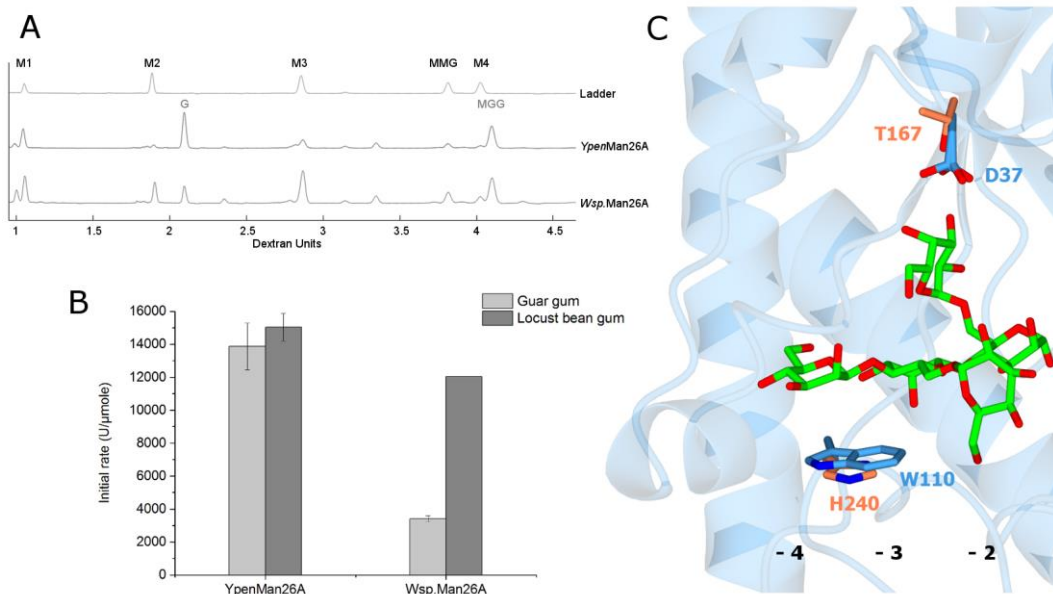 A
M1 M2 M3 MMG M4
Ladder
G MGG
YpenMan26A
Wsp.Man26A
1 1.5 2 2.5 3 3.5 4 4.5
Dextran Units
B
Guar gum
Locust bean gum
16000
14000
12000
10000
8000
6000
4000
2000
0
Initial rate (U/µmole)
YpenMan26A Wsp.Man26A
C
T167
D37
W110
H240
- 4 - 3 - 2